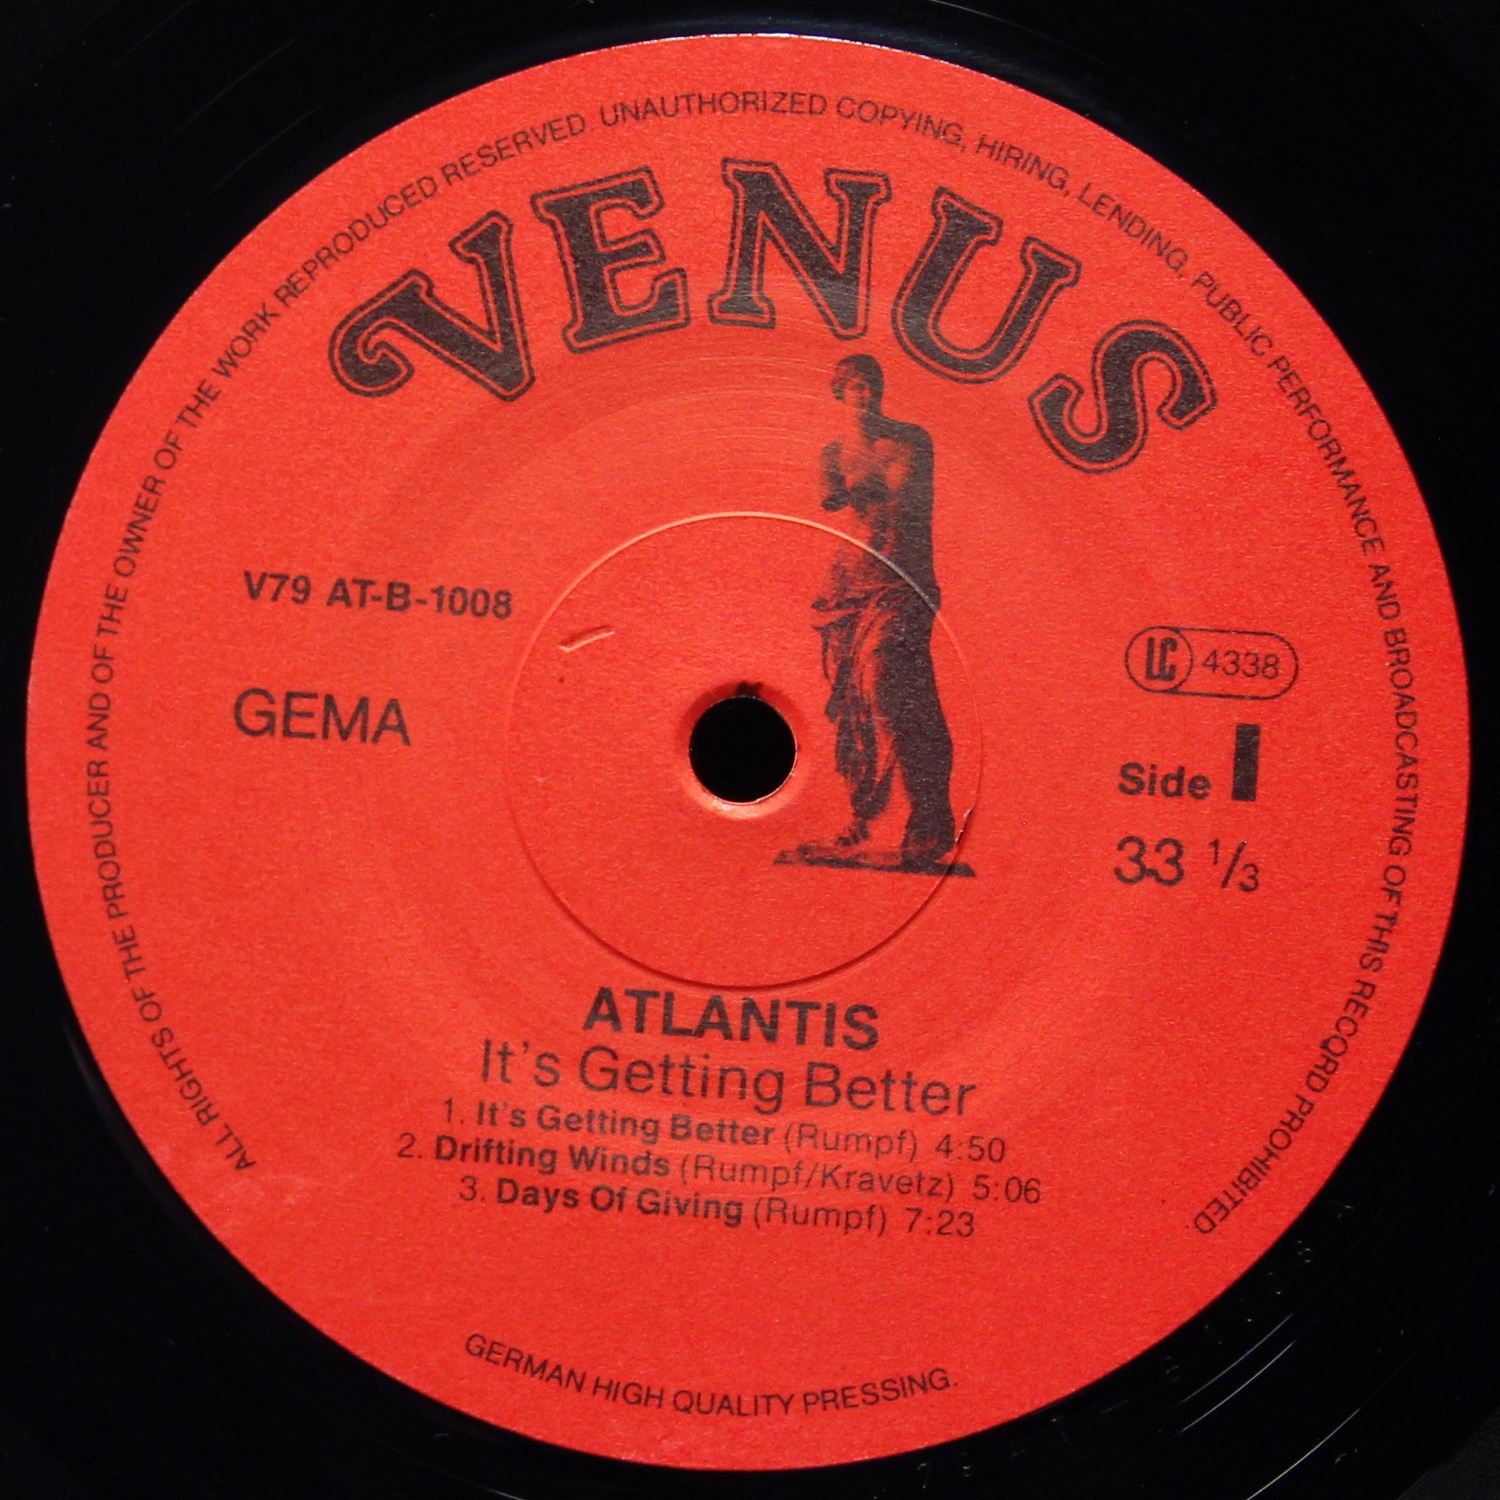 ALL RIGHTS OF THE PRODUCER AND OF THE OWNER OF THE WORK REPRODUCED RESERVED. UNAUTHORIZED COPYING, HIRING, LENDING, PUBLIC PERFORMANCE AND BROADCASTING OF THIS RECORD PROHIBITED
VENUS
V79 AT-B-1008
GEMA
LC 4338
Side I
33 1/3
ATLANTIS
It's Getting Better
1. It's Getting Better (Rumpf) 4:50
2. Drifting Winds (Rumpf/Kravetz) 5:06
3. Days Of Giving (Rumpf) 7:23
GERMAN HIGH QUALITY PRESSING.